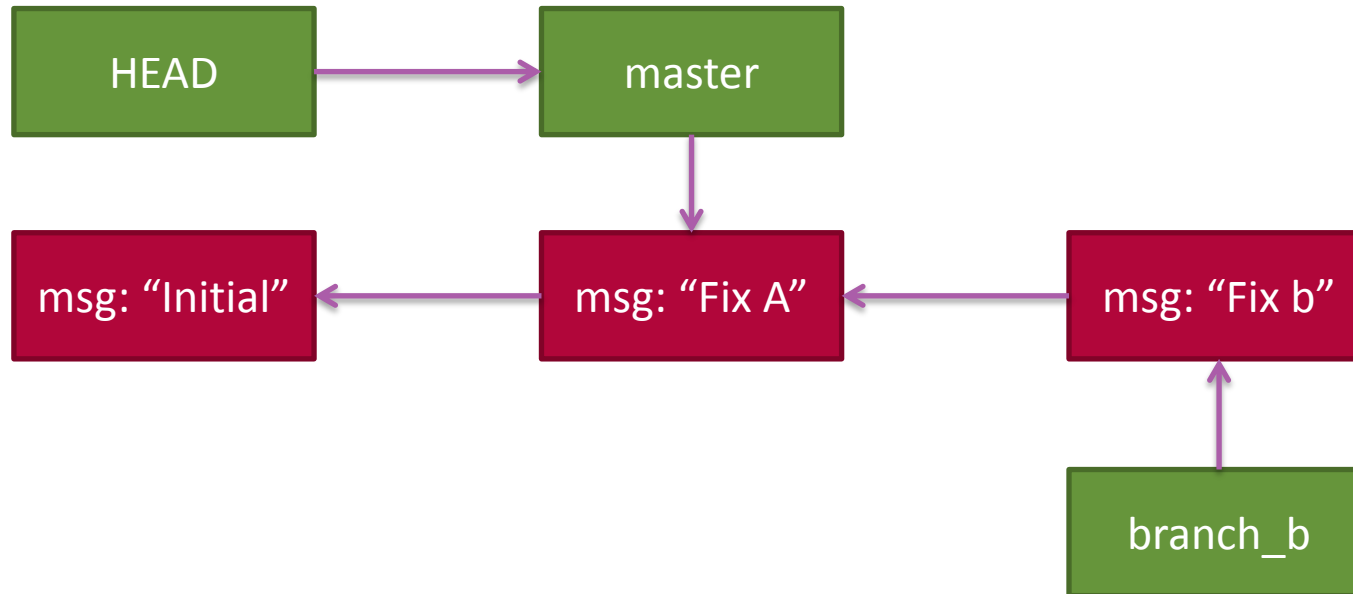 HEAD
master
msg: “Initial”
msg: “Fix A”
msg: “Fix b”
branch_b